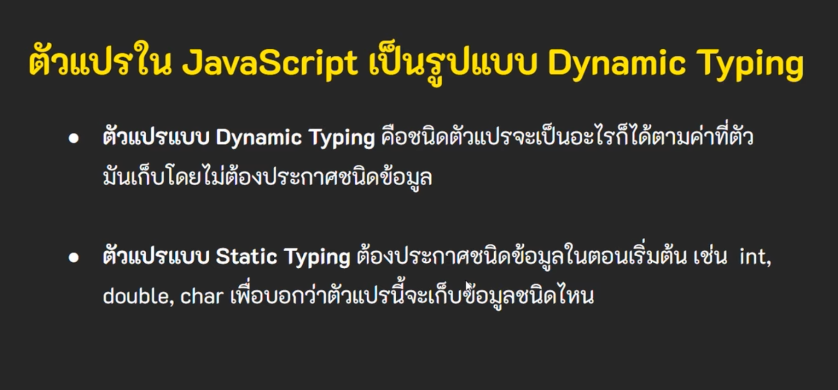 ตัวแปรใน JavaScript เป็นรูปแบบ Dynamic Typing
● ตัวแปรแบบ Dynamic Typing คือชนิดตัวแปรจะเป็นอะไรก็ได้ตามค่าที่ตัว
มันเก็บโดยไม่ต้องประกาศชนิดข้อมูล
● ตัวแปรแบบ Static Typing ต้องประกาศชนิดข้อมูลในตอนเริ่มต้น เช่น int,
double, char เพื่อบอกว่าตัวแปรนี้จะเก็บข้อมูลชนิดไหน